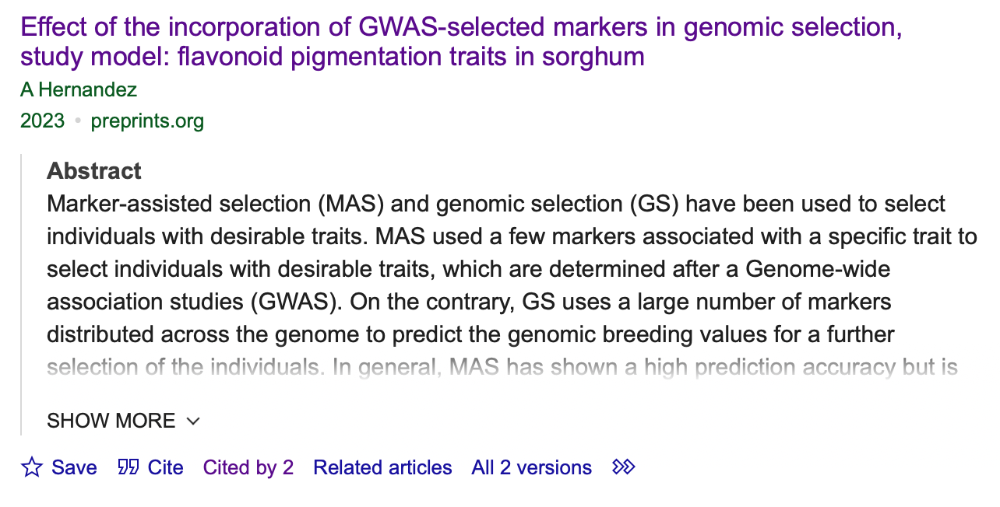 Effect of the incorporation of GWAS-selected markers in genomic selection,
study model: flavonoid pigmentation traits in sorghum
A Hernandez
2023 • preprints.org
Abstract
Marker-assisted selection (MAS) and genomic selection (GS) have been used to select
individuals with desirable traits. MAS used a few markers associated with a specific trait to
select individuals with desirable traits, which are determined after a Genome-wide
association studies (GWAS). On the contrary, GS uses a large number of markers
distributed across the genome to predict the genomic breeding values for a further
selection of the individuals. In general, MAS has shown a high prediction accuracy but is
SHOW MORE
Save Cite Cited by 2 Related articles All 2 versions